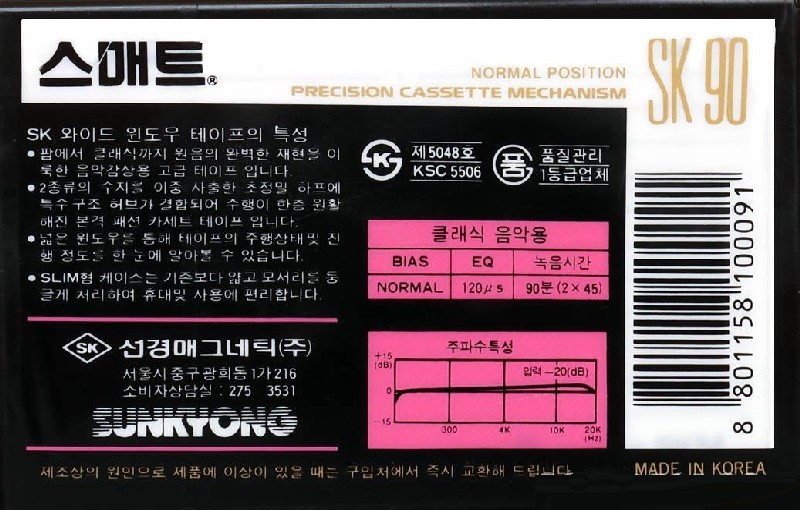 스매트®
NORMAL POSITION
PRECISION CASSETTE MECHANISM
SK 90
SK 와이드 윈도우 테이프의 특성
• 팝에서 클래식까지 원음의 완벽한 재현을 이
룩한 음악감상용 고급 테이프 입니다.
• 2종류의 수지를 이중 사출한 초정밀 하프에
특수구조 허브가 결합되어 주행이 한층 원활
해진 본격 패션 카세트 테이프 입니다.
• 넓은 윈도우를 통해 테이프의 주행상태및 진
행 정도를 한 눈에 알아볼 수 있습니다.
• SLIM형 케이스는 기존보다 얇고 모서리를 둥
글게 처리하여 휴대및 사용에 편리합니다.
제5048호
KSC 5506
품
품질관리
1등급업체
클래식 음악용
BIAS EQ 녹음시간
NORMAL 120μs 90분(2×45)
주파수특성
+15
(dB)
입력 -20(dB)
0
-15
300 4K 10K 20K
(Hz)
SK 선경매그네틱(주)
서울시중구광희동1가216
소비자상담실 : 275 3531
SUNKYONG
8 801158 100091
제조상의 원인으로 제품에 이상이 있을 때는 구입처에서 즉시 교환해 드립니다.
MADE IN KOREA